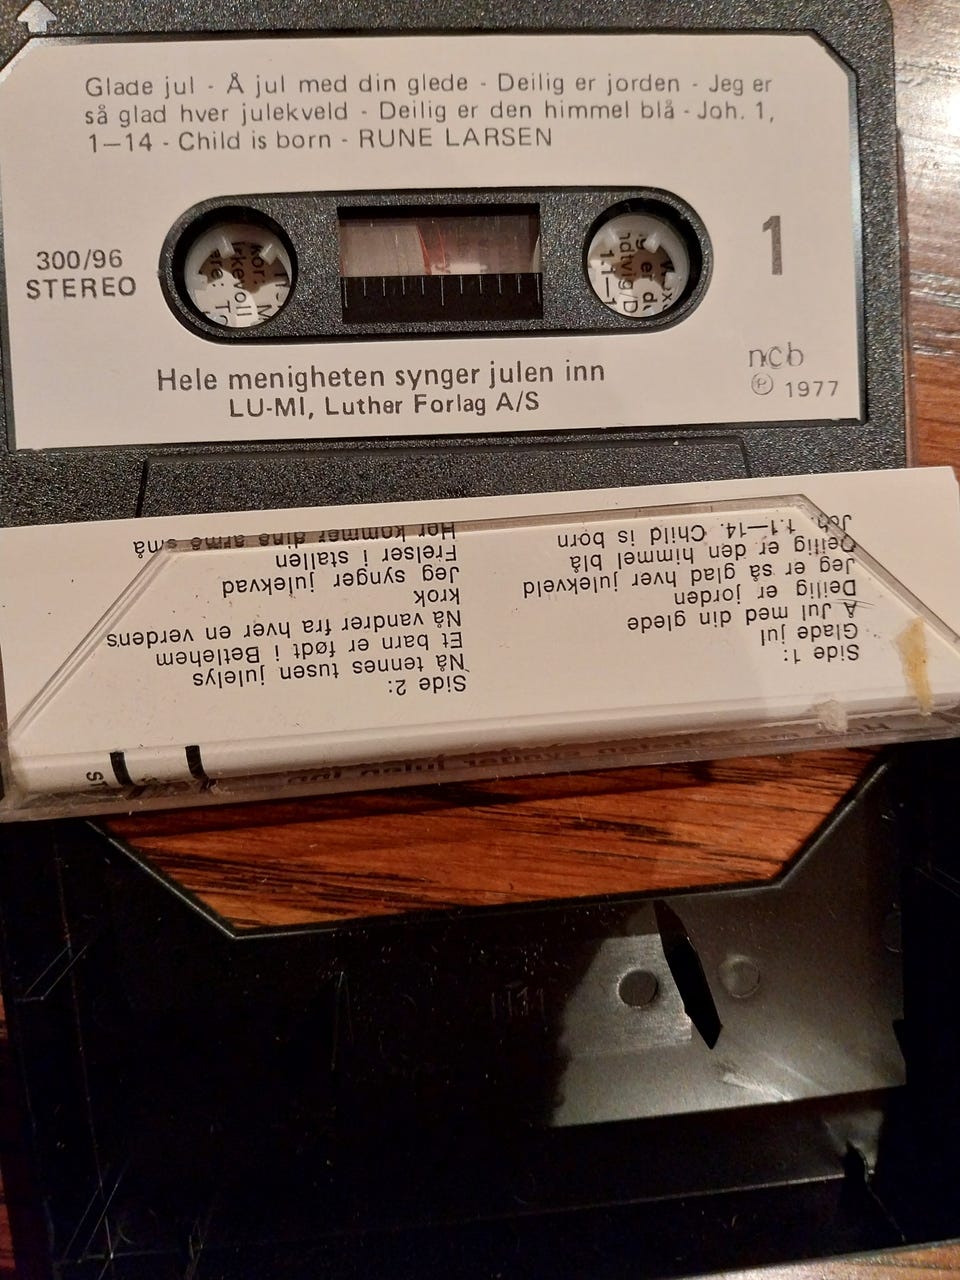 Glade jul - Å jul med din glede - Deilig er jorden - Jeg er
så glad hver julekveld - Deilig er den himmel blå - Joh. 1,
1—14 - Child is born - RUNE LARSEN
300/96
STEREO
1
Hele menigheten synger julen inn
LU-MI, Luther Forlag A/S
ncb
℗ 1977
Side 1:
Glade jul
Å Jul med din glede
Deilig er jorden
Jeg er så glad hver julekveld
Deilig er den himmel blå
Joh. 1.1—14. Child is born
Side 2:
Nå tennes tusen julelys
Et barn er født i Betlehem
Nå vandrer fra hver en verdens
krok
Jeg synger julekvad
Frelser i stallen
Her kommer dine arme små